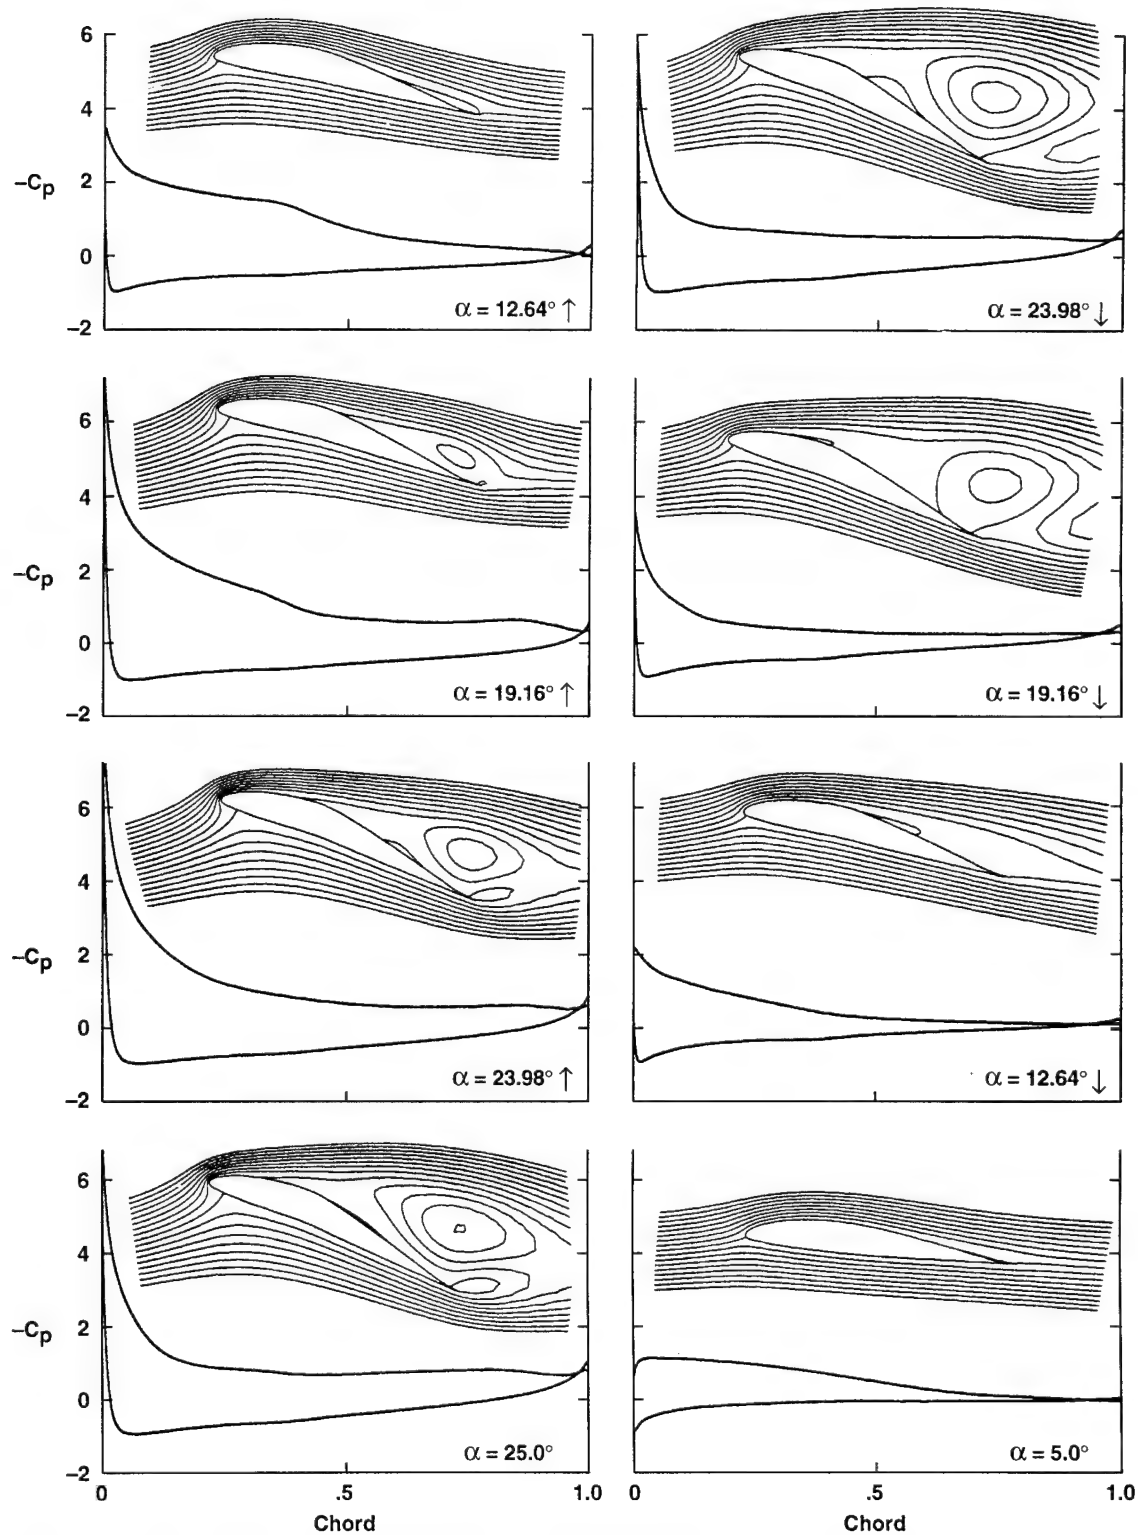 6
4
–Cp 2
0
–2
α = 12.64° ↑
α = 23.98° ↓
6
4
–Cp 2
0
–2
α = 19.16° ↑
α = 19.16° ↓
6
4
–Cp 2
0
–2
α = 23.98° ↑
α = 12.64° ↓
6
4
–Cp 2
0
–2
α = 25.0°
α = 5.0°
0 .5 1.0
Chord
0 .5 1.0
Chord